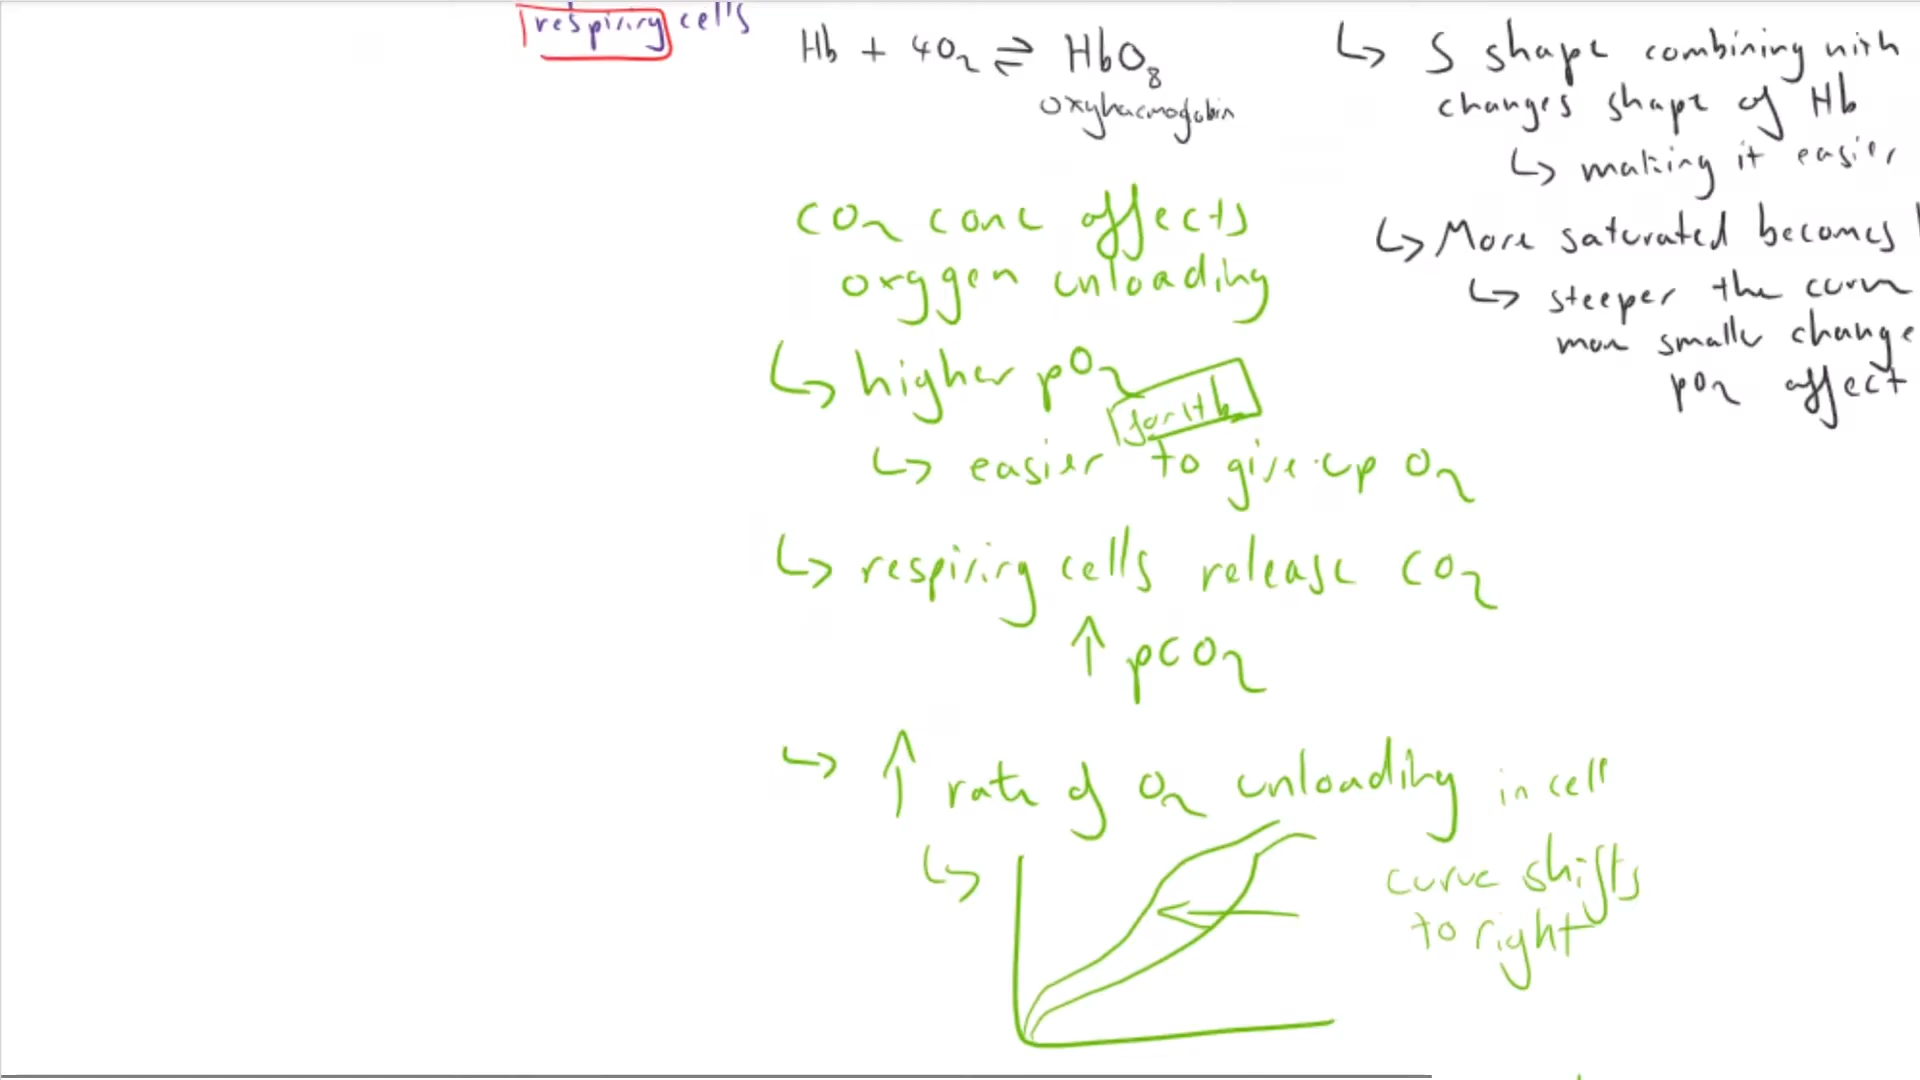 respiring cells
Hb + 4O2 ⇌ HbO8
oxyhaemoglobin
CO2 conc affects
oxygen unloading
↳ higher pO2
for Hb
↳ easier to give up O2
↳ respiring cells release CO2
↑ pCO2
↳ ↑ rate of O2 unloading in cell
↳
curve shifts
to right
↳ S shape combining with
changes shape of Hb
↳ making it easier
↳ More saturated becomes
↳ steeper the curve
change
pO2 affect